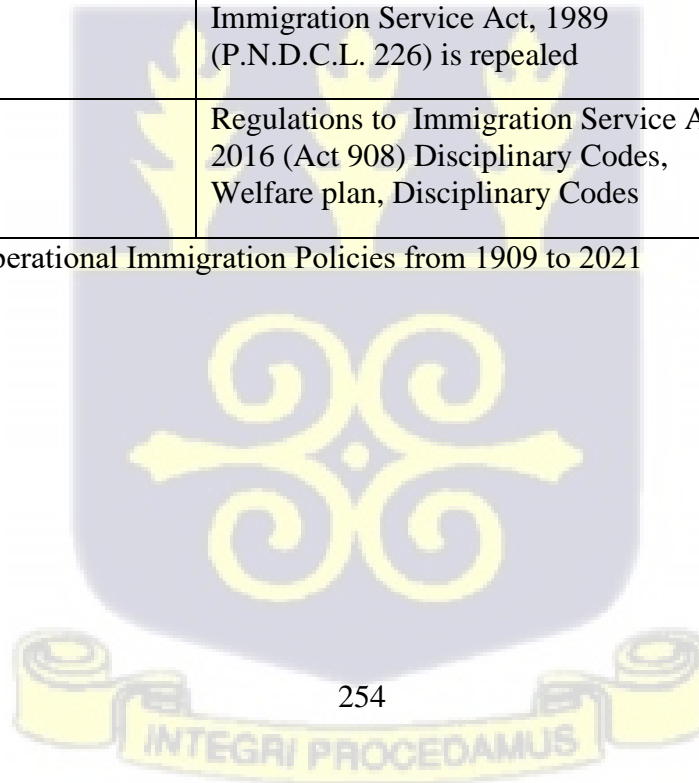 Immigration Service Act, 1989
(P.N.D.C.L. 226) is repealed
Regulations to Immigration Service A
2016 (Act 908) Disciplinary Codes,
Welfare plan, Disciplinary Codes
perational Immigration Policies from 1909 to 2021
254
INTEGRI PROCEDAMUS